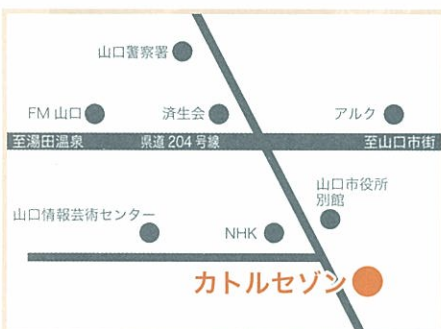 山口警察署
FM 山口
済生会
アルク
至湯田温泉
県道 204 号線
至山口市街
山口市役所
別館
山口情報芸術センター
NHK
カトルセゾン